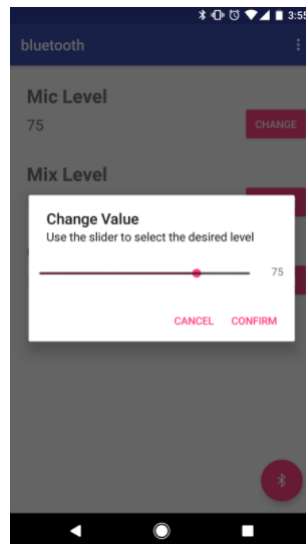 3:55
bluetooth
Mic Level
75
CHANGE
Mix Level
Change Value
Use the slider to select the desired level
75
CANCEL
CONFIRM